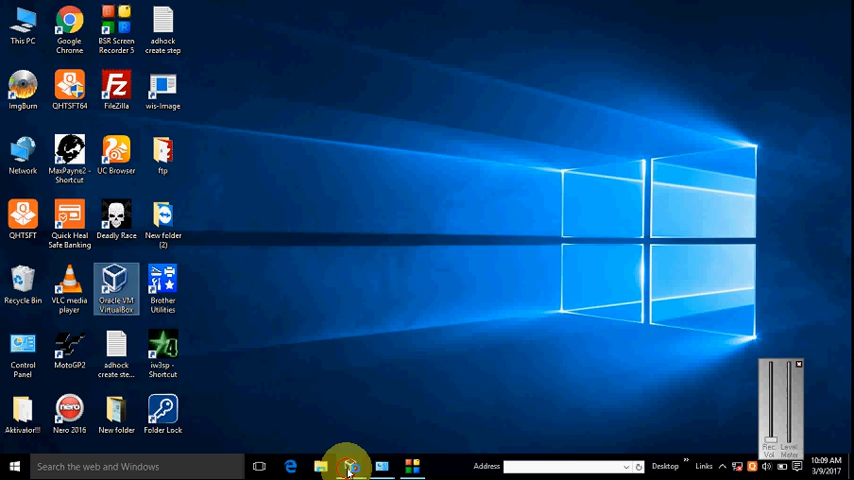 This PC
Google
Chrome
BSR Screen
Recorder 5
adhock
create step
ImgBurn
QHTSFT64
FileZilla
wis-Image
Network
MaxPayne2 -
Shortcut
UC Browser
ftp
QHTSFT
Quick Heal
Safe Banking
Deadly Race
New folder
(2)
Recycle Bin
VLC media
player
Oracle VM
VirtualBox
Brother
Utilities
Control
Panel
MotoGP2
adhock
create ste...
iw3sp -
Shortcut
Aktivator!!!
Nero 2016
New folder
Folder Lock
Rec.
Vol
Level
Meter
Search the web and Windows
Address
Desktop
Links
10:09 AM
3/9/2017